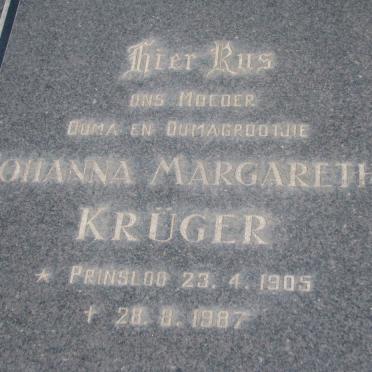 Hier Rus
ONS MOEDER
OUMA EN OUMAGROOTJIE
OHANNA MARGARETH
KRÜGER
* PRINSLOO 23. 4. 1905
† 28. 8. 1987